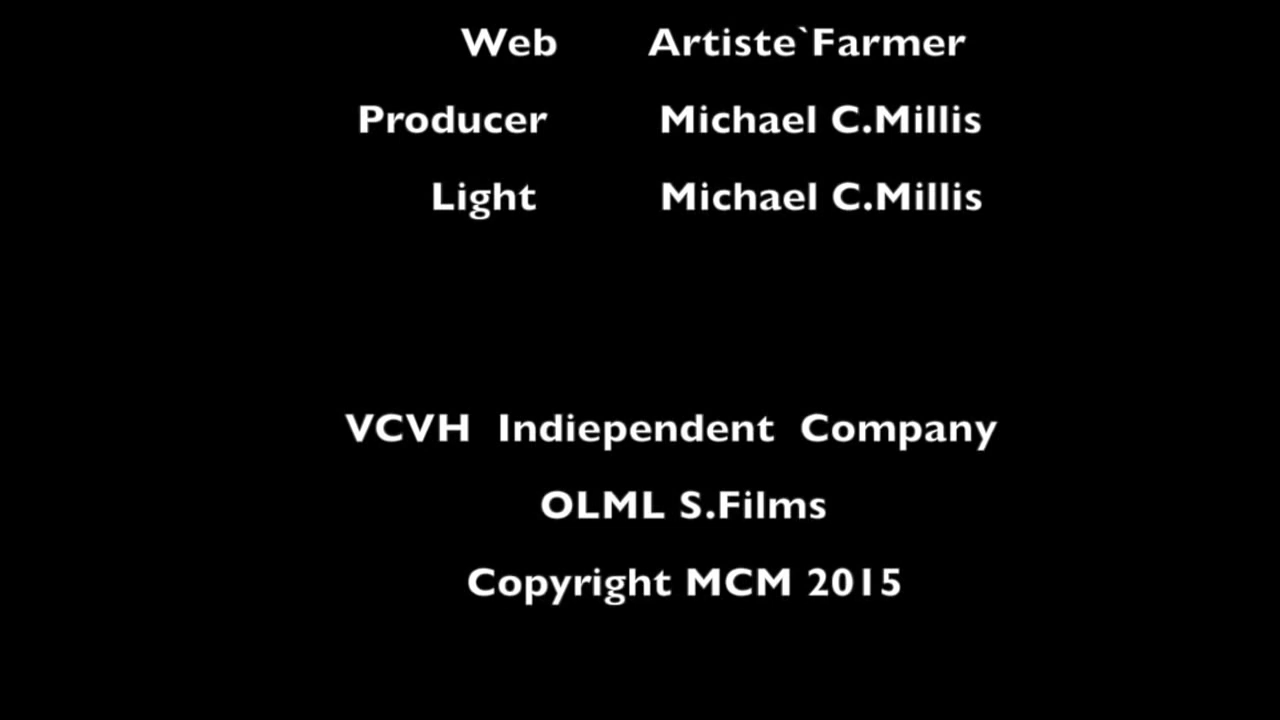 Web Artiste`Farmer
Producer Michael C.Millis
Light Michael C.Millis
VCVH Indiependent Company
OLML S.Films
Copyright MCM 2015